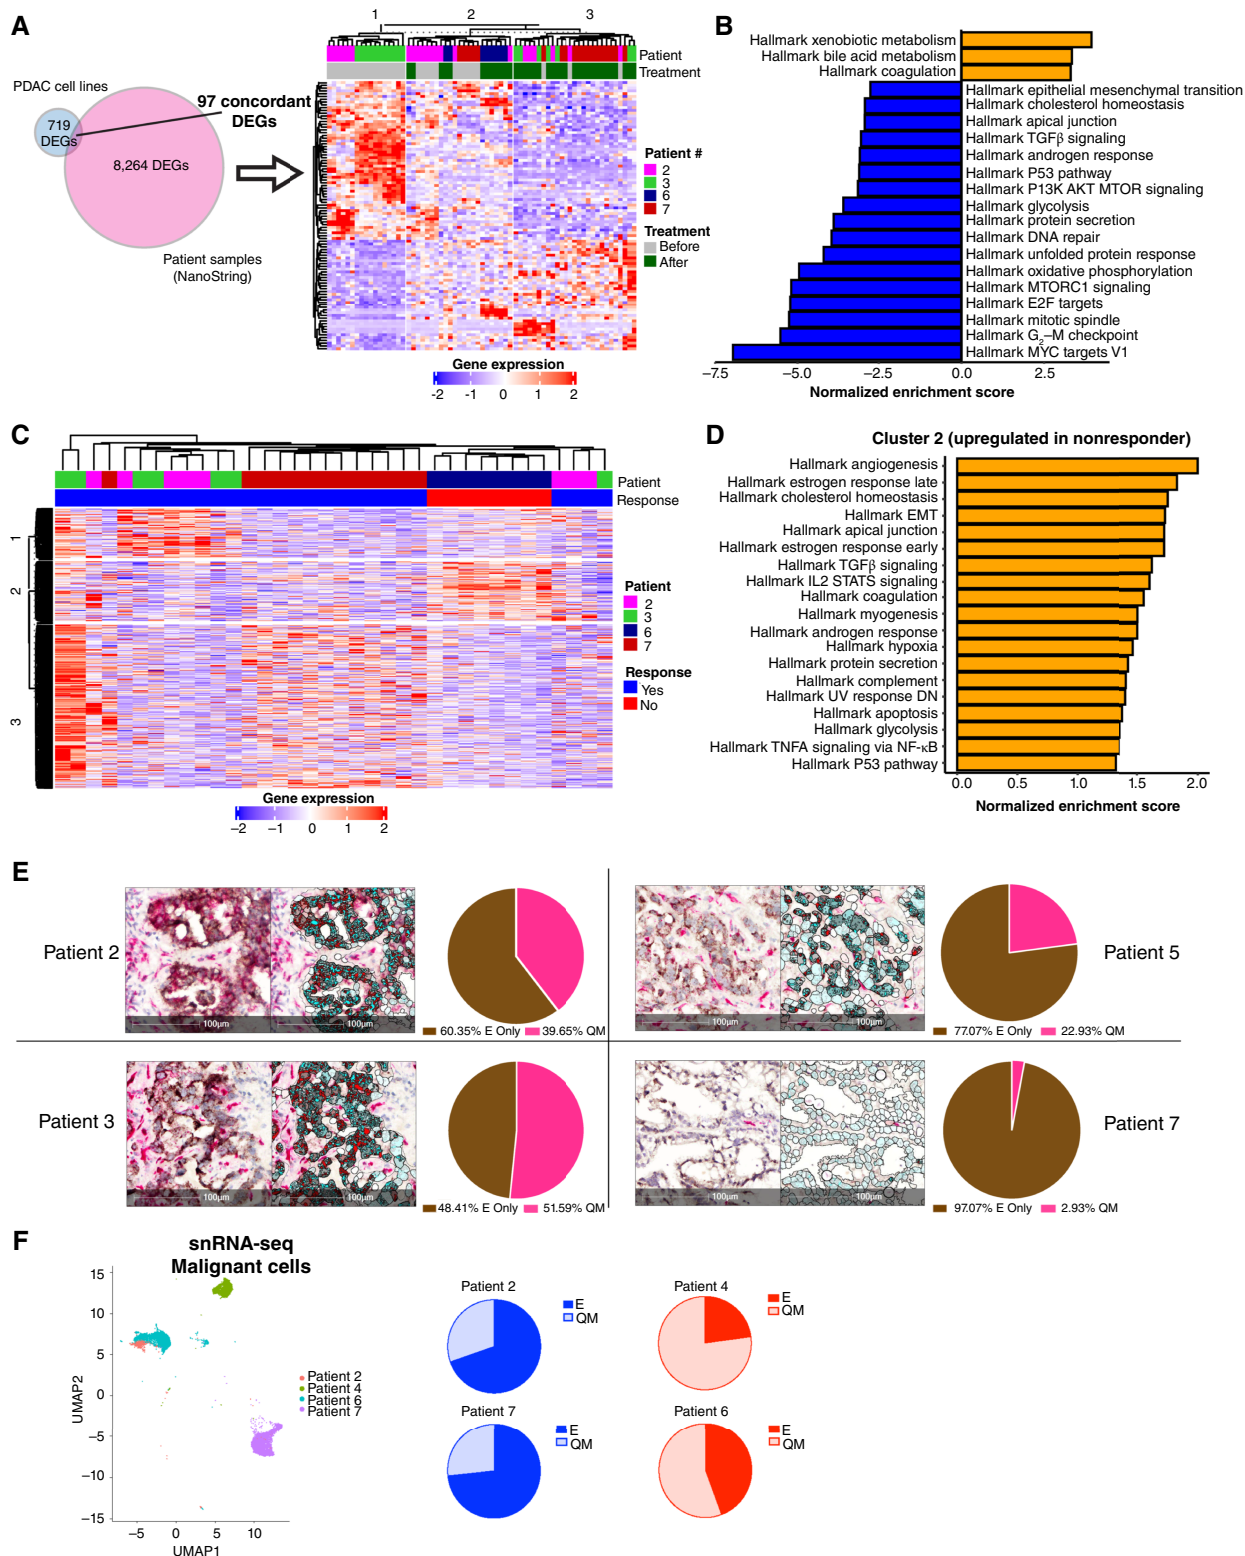 A
PDAC cell lines
719
DEGs
97 concordant
DEGs
8,264 DEGs
Patient samples
(NanoString)
1 2 3
Patient
Treatment
Patient #
2
3
6
7
Treatment
Before
After
Gene expression
-2 -1 0 1 2
B
Hallmark xenobiotic metabolism
Hallmark bile acid metabolism
Hallmark coagulation
Hallmark epithelial mesenchymal transition
Hallmark cholesterol homeostasis
Hallmark apical junction
Hallmark TGFβ signaling
Hallmark androgen response
Hallmark P53 pathway
Hallmark P13K AKT MTOR signaling
Hallmark glycolysis
Hallmark protein secretion
Hallmark DNA repair
Hallmark unfolded protein response
Hallmark oxidative phosphorylation
Hallmark MTORC1 signaling
Hallmark E2F targets
Hallmark mitotic spindle
Hallmark G₂–M checkpoint
Hallmark MYC targets V1
−7.5 −5.0 −2.5 0.0 2.5
Normalized enrichment score
C
Patient
Response
1
2
3
Patient
2
3
6
7
Response
Yes
No
Gene expression
−2 −1 0 1 2
D
Cluster 2 (upregulated in nonresponder)
Hallmark angiogenesis
Hallmark estrogen response late
Hallmark cholesterol homeostasis
Hallmark EMT
Hallmark apical junction
Hallmark estrogen response early
Hallmark TGFβ signaling
Hallmark IL2 STATS signaling
Hallmark coagulation
Hallmark myogenesis
Hallmark androgen response
Hallmark hypoxia
Hallmark protein secretion
Hallmark complement
Hallmark UV response DN
Hallmark apoptosis
Hallmark glycolysis
Hallmark TNFA signaling via NF-κB
Hallmark P53 pathway
0.0 0.5 1.0 1.5 2.0
Normalized enrichment score
E
Patient 2
100μm 100μm
60.35% E Only 39.65% QM
Patient 5
100μm 100μm
77.07% E Only 22.93% QM
Patient 3
100μm 100μm
48.41% E Only 51.59% QM
Patient 7
100μm 100μm
97.07% E Only 2.93% QM
F
snRNA-seq
Malignant cells
15
10
5
0
−5
−10
−15
UMAP2
−5 0 5 10
UMAP1
Patient 2
Patient 4
Patient 6
Patient 7
Patient 2
E
QM
Patient 4
E
QM
Patient 7
E
QM
Patient 6
E
QM